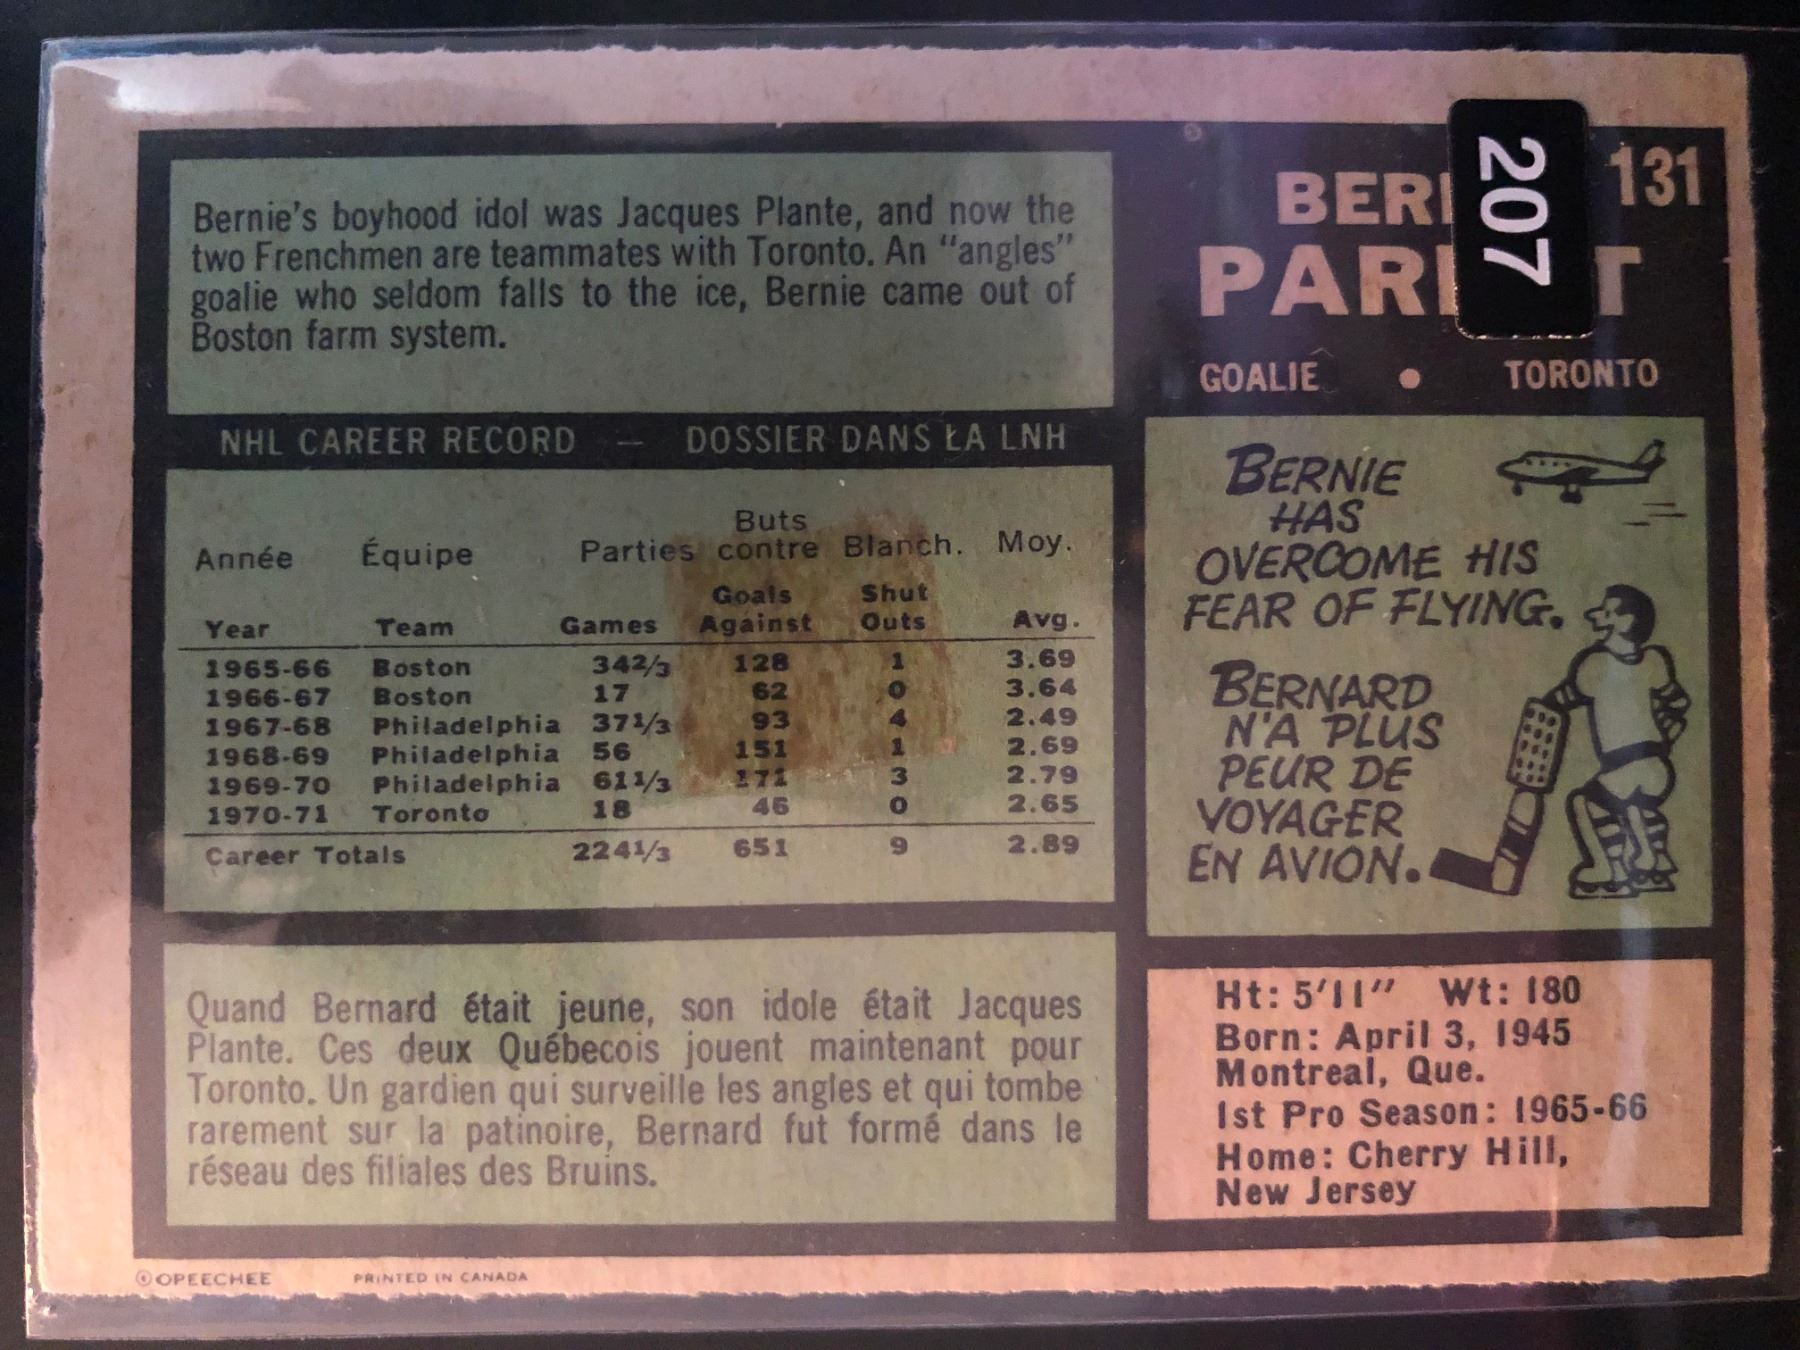 Bernie's boyhood idol was Jacques Plante, and now the
two Frenchmen are teammates with Toronto. An "angles"
goalie who seldom falls to the ice, Bernie came out of
Boston farm system.
NHL CAREER RECORD — DOSSIER DANS LA LNH
Année Équipe Parties Buts contre Blanch. Moy.
Year Team Games Goals Against Shut Outs Avg.
1965-66 Boston 342/3 128 1 3.69
1966-67 Boston 17 62 0 3.64
1967-68 Philadelphia 371/3 93 4 2.49
1968-69 Philadelphia 56 151 1 2.69
1969-70 Philadelphia 611/3 171 3 2.79
1970-71 Toronto 18 46 0 2.65
Career Totals 2241/3 651 9 2.89
Quand Bernard était jeune, son idole était Jacques
Plante. Ces deux Québecois jouent maintenant pour
Toronto. Un gardien qui surveille les angles et qui tombe
rarement sur la patinoire, Bernard fut formé dans le
réseau des filiales des Bruins.
©OPEECHEE PRINTED IN CANADA
207
131
GOALIE • TORONTO
BERNIE
HAS
OVERCOME HIS
FEAR OF FLYING.
BERNARD
N'A PLUS
PEUR DE
VOYAGER
EN AVION.
Ht: 5'11" Wt: 180
Born: April 3, 1945
Montreal, Que.
1st Pro Season: 1965-66
Home: Cherry Hill,
New Jersey